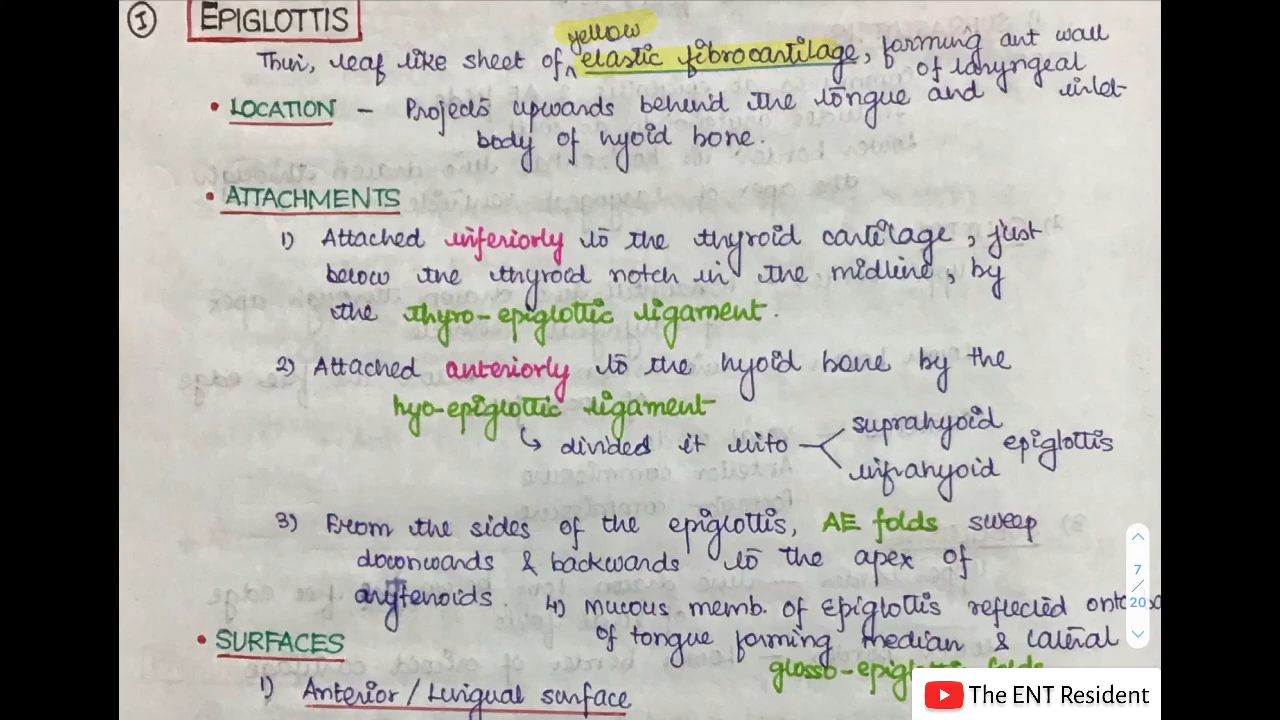 I EPIGLOTTIS
yellow
Thin, leaf like sheet of ^ elastic fibrocartilage, forming ant wall
of laryngeal
inlet
• LOCATION – Projects upwards behind the tongue and
body of hyoid bone.
• ATTACHMENTS
1) Attached inferiorly to the thyroid cartilage, just
below the thyroid notch in the midline, by
the thyro-epiglottic ligament.
2) Attached anteriorly to the hyoid bone by the
hyo-epiglottic ligament
↳ divided it into suprahyoid
infrahyoid epiglottis
3) From the sides of the epiglottis, AE folds sweep
downwards & backwards to the apex of
arytenoids. 4) Mucous memb. of Epiglottis reflected onto
of tongue forming median & lateral
• SURFACES
glosso-epiglottic folds
1) Anterior / Lingual surface
7
/
20
The ENT Resident